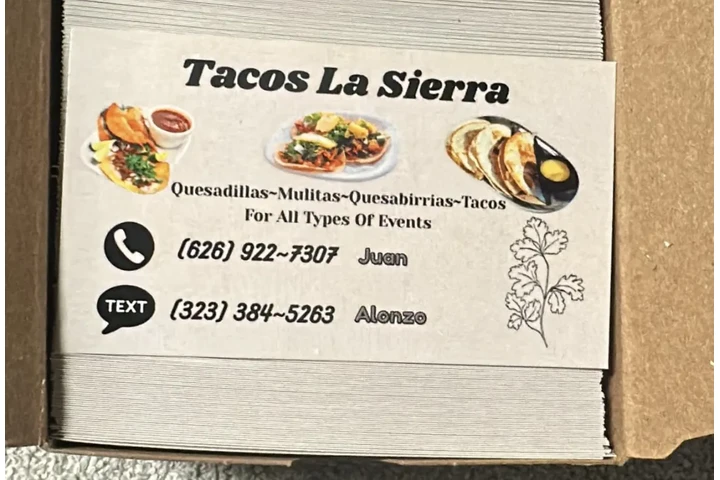 Tacos La Sierra
Quesadillas~Mulitas~Quesabirrias~Tacos
For All Types Of Events
(626) 922~7307 Juan
TEXT (323) 384~5263 Alonzo